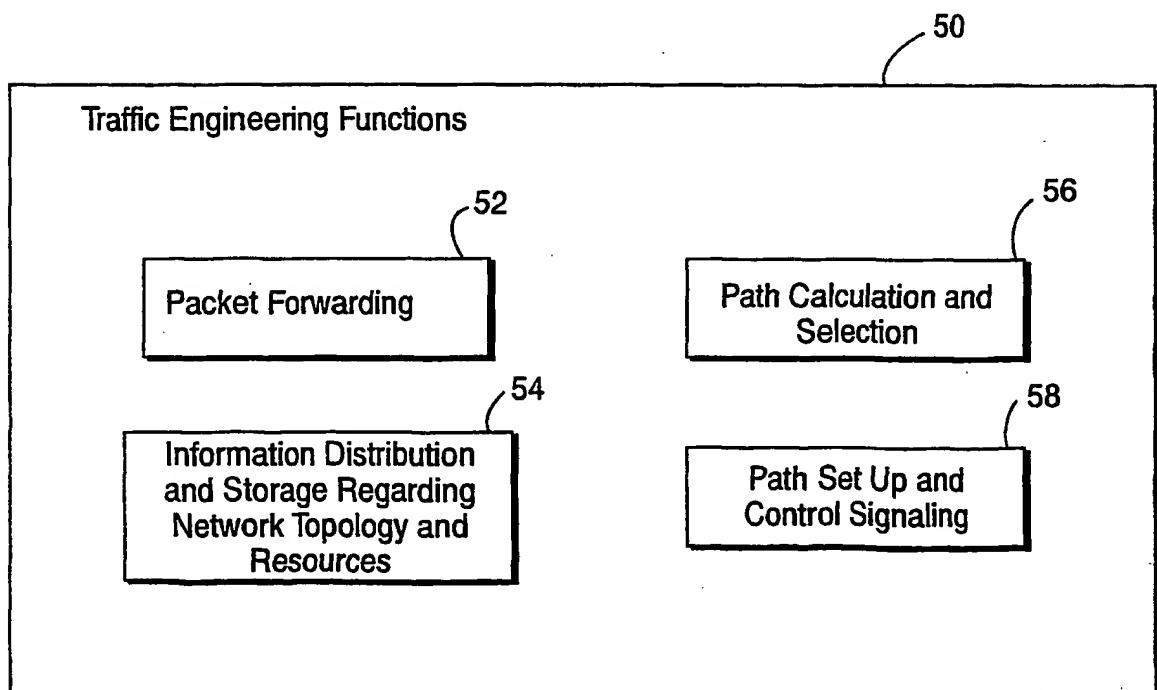 50
Traffic Engineering Functions
52
Packet Forwarding
56
Path Calculation and
Selection
54
Information Distribution
and Storage Regarding
Network Topology and
Resources
58
Path Set Up and
Control Signaling